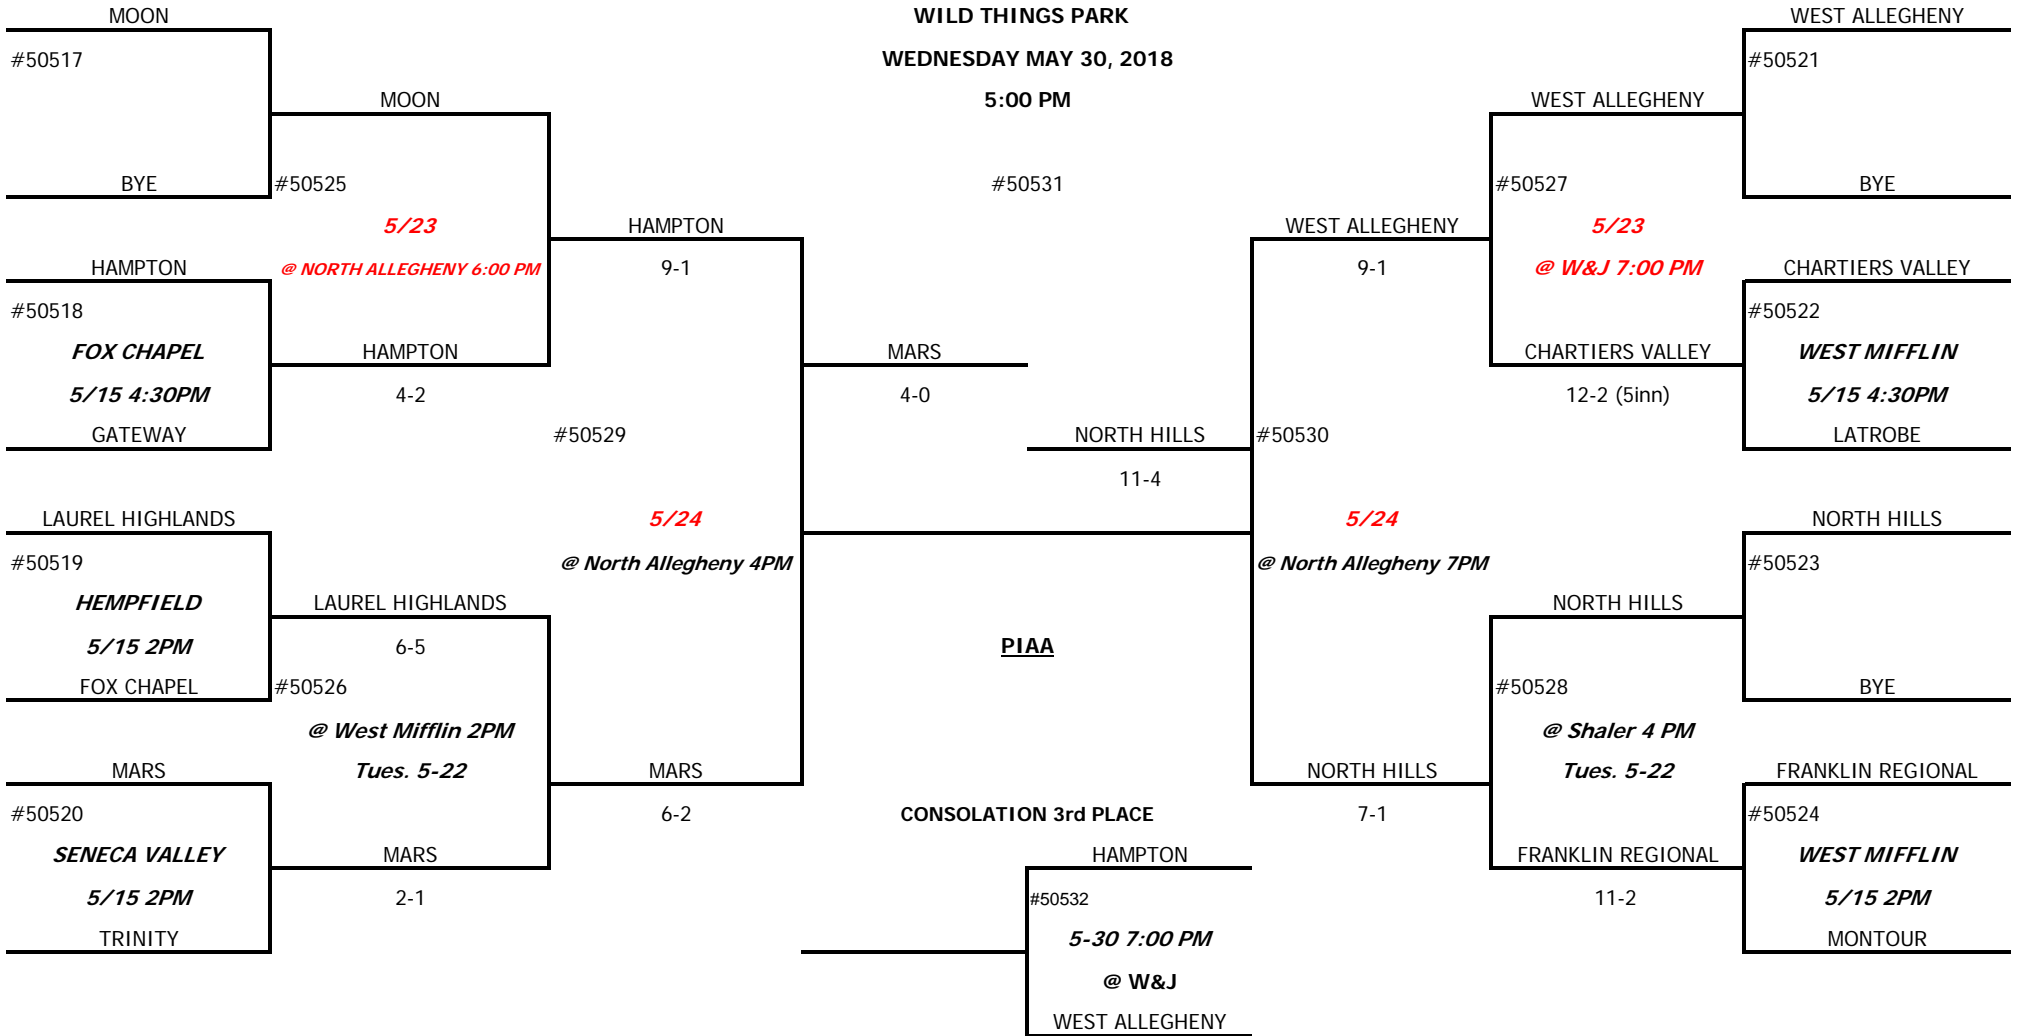 MOON
WILD THINGS PARK
WEST ALLEGHENY
#50517
WEDNESDAY MAY 30, 2018
#50521
MOON
5:00 PM
WEST ALLEGHENY
BYE
#50525
#50531
#50527
BYE
5/23
HAMPTON
WEST ALLEGHENY
5/23
HAMPTON
@ NORTH ALLEGHENY 6:00 PM
9-1
9-1
@ W&J 7:00 PM
CHARTIERS VALLEY
#50518
#50522
FOX CHAPEL
HAMPTON
MARS
CHARTIERS VALLEY
WEST MIFFLIN
5/15 4:30PM
4-2
4-0
12-2 (5inn)
5/15 4:30PM
GATEWAY
#50529
NORTH HILLS
#50530
LATROBE
11-4
LAUREL HIGHLANDS
5/24
5/24
NORTH HILLS
#50519
@ North Allegheny 4PM
@ North Allegheny 7PM
#50523
HEMPFIELD
LAUREL HIGHLANDS
NORTH HILLS
5/15 2PM
6-5
PIAA
FOX CHAPEL
#50526
#50528
BYE
@ West Mifflin 2PM
@ Shaler 4 PM
MARS
Tues. 5-22
MARS
NORTH HILLS
Tues. 5-22
FRANKLIN REGIONAL
#50520
6-2
CONSOLATION 3rd PLACE
7-1
#50524
SENECA VALLEY
MARS
HAMPTON
FRANKLIN REGIONAL
WEST MIFFLIN
5/15 2PM
2-1
#50532
11-2
5/15 2PM
TRINITY
5-30 7:00 PM
MONTOUR
@ W&J
WEST ALLEGHENY